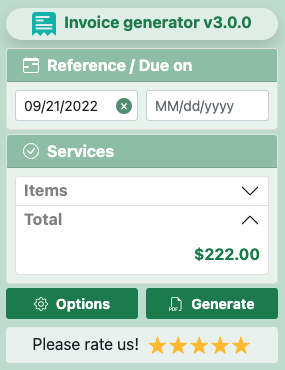 Invoice generator v3.0.0
Reference / Due on
09/21/2022 MM/dd/yyyy
Services
Items
Total
$222.00
Options Generate
Please rate us!